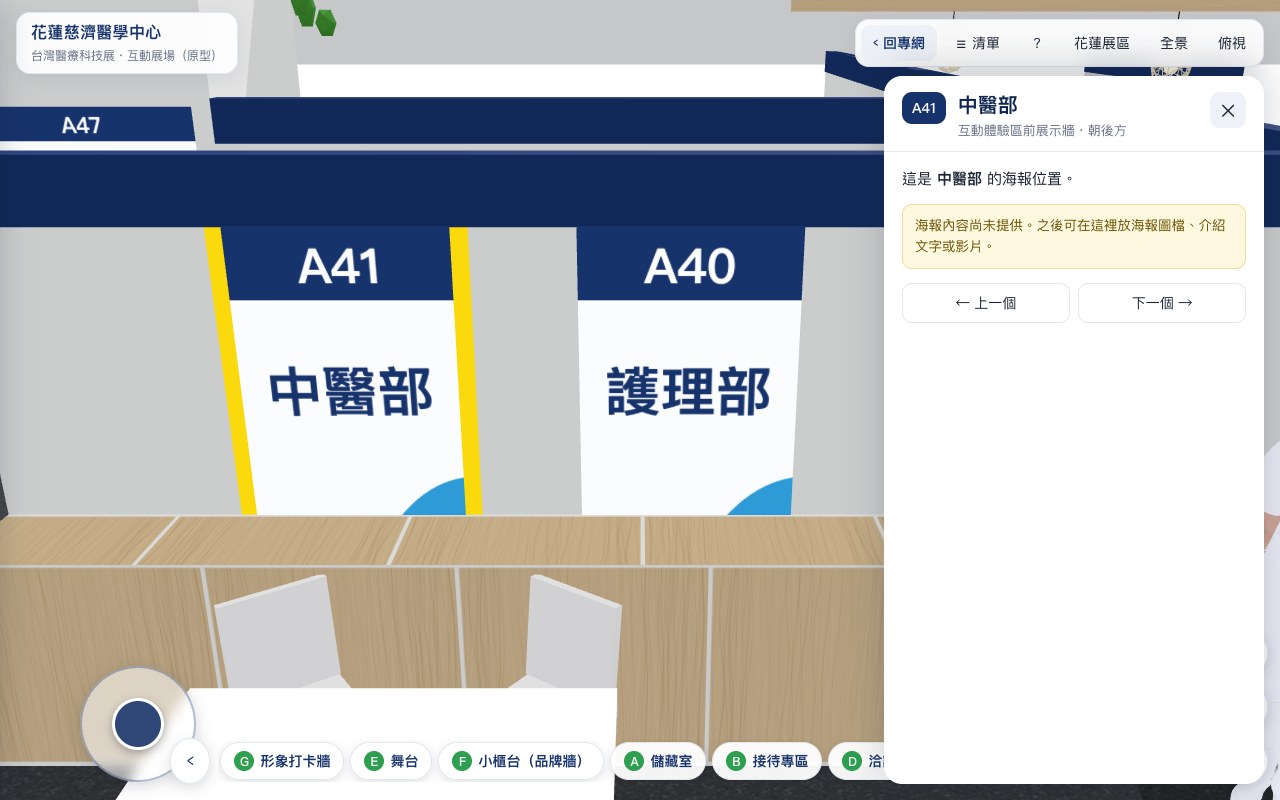 花蓮慈濟醫學中心
台灣醫療科技展・互動展場（原型）
‹ 回專網
☰ 清單
?
花蓮展區
全景
俯視
A47
A41
中醫部
A40
護理部
A41
中醫部
互動體驗區前展示牆・朝後方
這是 中醫部 的海報位置。
海報內容尚未提供。之後可在這裡放海報圖檔、介紹
文字或影片。
← 上一個
下一個 →
G 形象打卡牆
E 舞台
F 小櫃台（品牌牆）
A 儲藏室
B 接待專區
D 洽